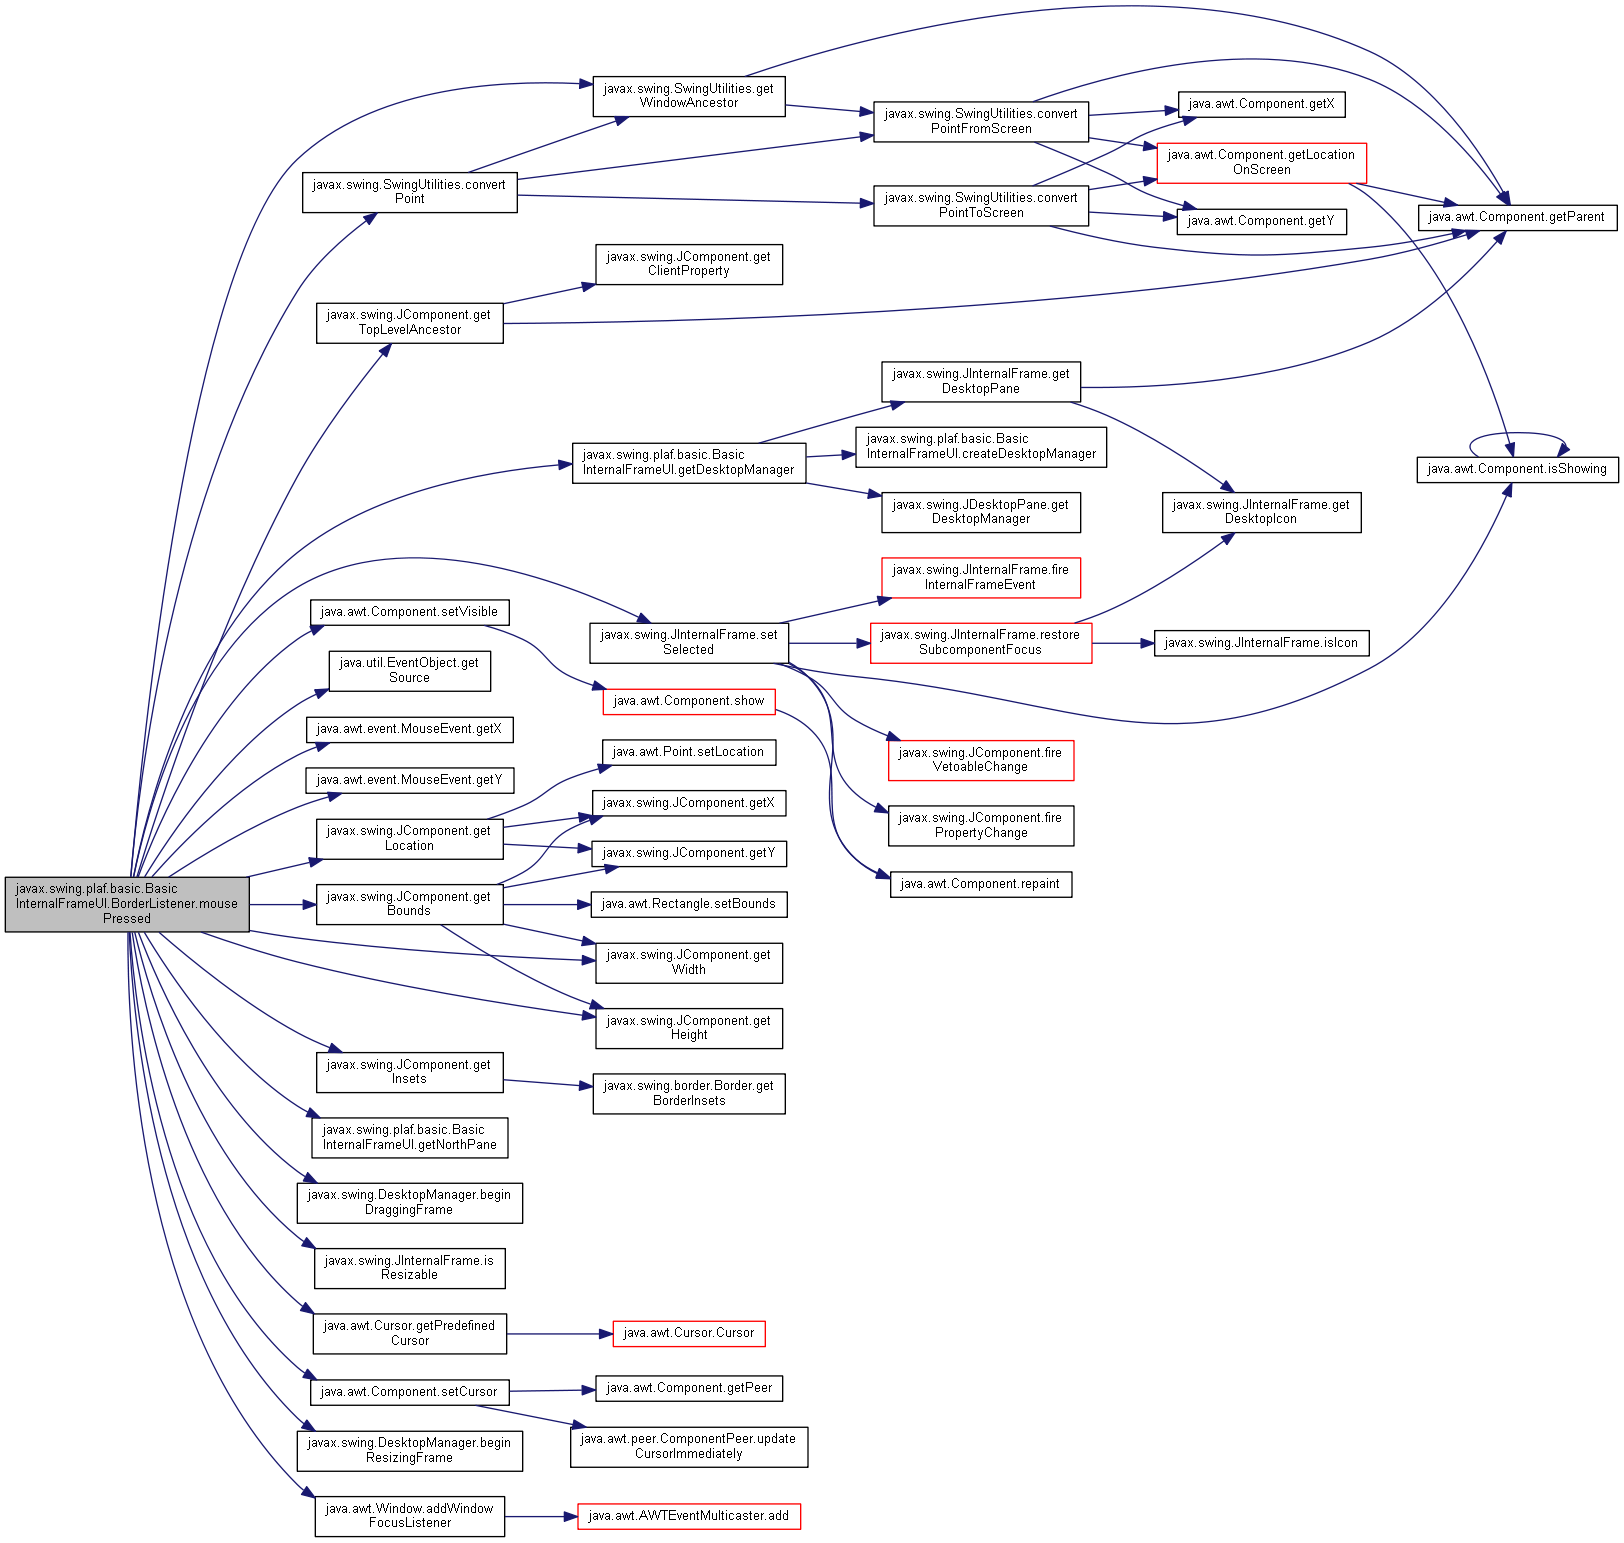 javax.swing.plaf.basic.Basic
InternalFrameUI.BorderListener.mouse
Pressed
javax.swing.SwingUtilities.convert
Point
javax.swing.JComponent.get
TopLevelAncestor
java.awt.Component.setVisible
java.util.EventObject.get
Source
java.awt.event.MouseEvent.getX
java.awt.event.MouseEvent.getY
javax.swing.JComponent.get
Location
javax.swing.JComponent.get
Bounds
javax.swing.JComponent.get
Insets
javax.swing.plaf.basic.Basic
InternalFrameUI.getNorthPane
javax.swing.DesktopManager.begin
DraggingFrame
javax.swing.JInternalFrame.is
Resizable
java.awt.Cursor.getPredefined
Cursor
java.awt.Component.setCursor
javax.swing.DesktopManager.begin
ResizingFrame
java.awt.Window.addWindow
FocusListener
javax.swing.SwingUtilities.get
WindowAncestor
javax.swing.JComponent.get
ClientProperty
javax.swing.plaf.basic.Basic
InternalFrameUI.getDesktopManager
javax.swing.JInternalFrame.set
Selected
java.awt.Component.show
java.awt.Point.setLocation
javax.swing.JComponent.getX
javax.swing.JComponent.getY
java.awt.Rectangle.setBounds
javax.swing.JComponent.get
Width
javax.swing.JComponent.get
Height
javax.swing.border.Border.get
BorderInsets
java.awt.Cursor.Cursor
java.awt.Component.getPeer
java.awt.peer.ComponentPeer.update
CursorImmediately
java.awt.AWTEventMulticaster.add
javax.swing.SwingUtilities.convert
PointFromScreen
javax.swing.SwingUtilities.convert
PointToScreen
javax.swing.JInternalFrame.get
DesktopPane
javax.swing.plaf.basic.Basic
InternalFrameUI.createDesktopManager
javax.swing.JDesktopPane.get
DesktopManager
javax.swing.JInternalFrame.fire
InternalFrameEvent
javax.swing.JInternalFrame.restore
SubcomponentFocus
javax.swing.JComponent.fire
VetoableChange
javax.swing.JComponent.fire
PropertyChange
java.awt.Component.repaint
java.awt.Component.getX
java.awt.Component.getLocation
OnScreen
java.awt.Component.getY
javax.swing.JInternalFrame.get
DesktopIcon
javax.swing.JInternalFrame.isIcon
java.awt.Component.getParent
java.awt.Component.isShowing